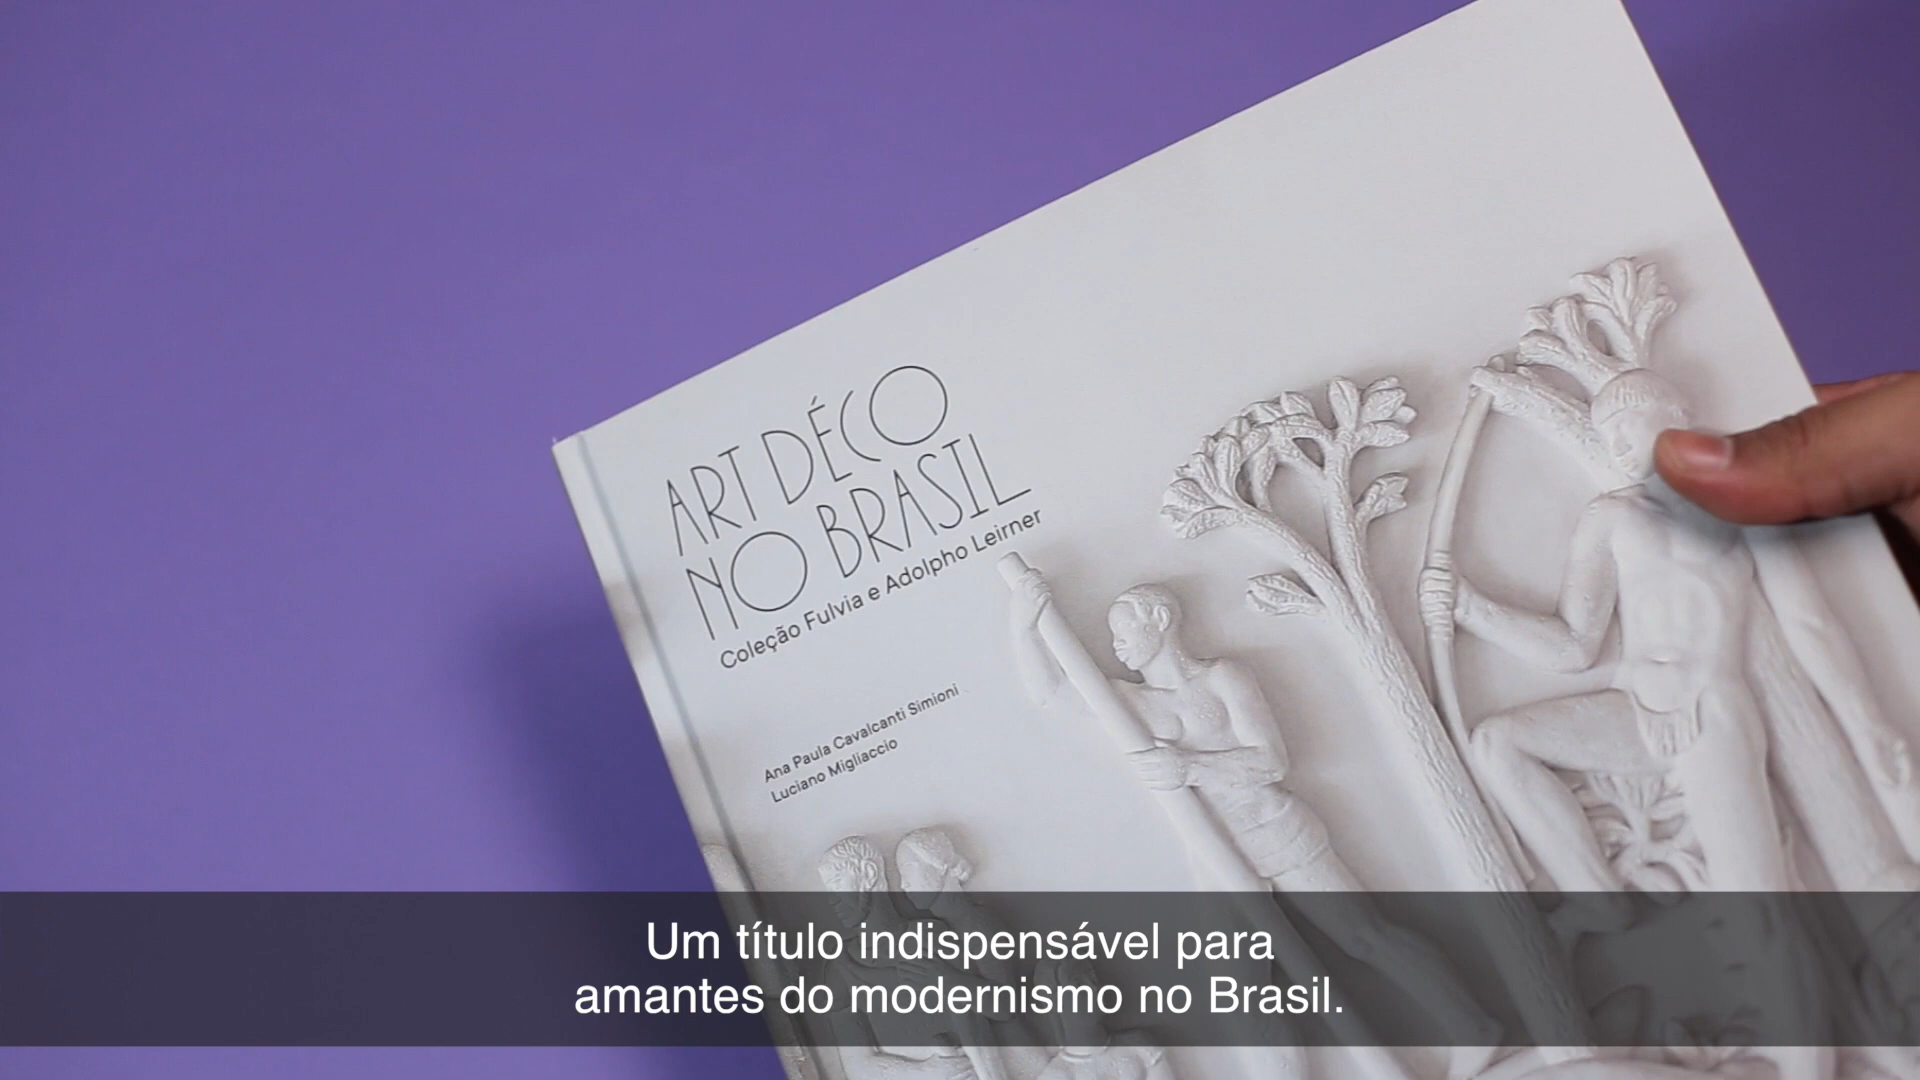 ART DÉCO
NO BRASIL
Coleção Fulvia e Adolpho Leirner
Ana Paula Cavalcanti Simioni
Luciano Migliaccio
Um título indispensável para
amantes do modernismo no Brasil.